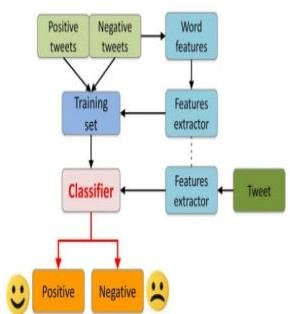 Positive
tweets
Negative
tweets
Word
features
Training
set
Features
extractor
Classifier
Features
extractor
Tweet
Positive
Negative